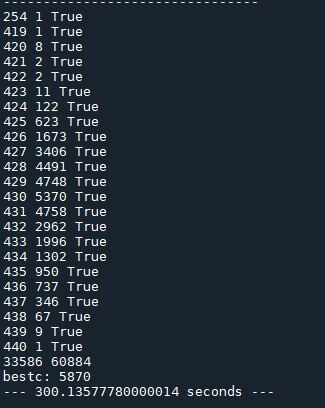 --------------------------------
254 1 True
419 1 True
420 8 True
421 2 True
422 2 True
423 11 True
424 122 True
425 623 True
426 1673 True
427 3406 True
428 4491 True
429 4748 True
430 5370 True
431 4758 True
432 2962 True
433 1996 True
434 1302 True
435 950 True
436 737 True
437 346 True
438 67 True
439 9 True
440 1 True
33586 60884
bestc: 5870
--- 300.13577780000014 seconds ---